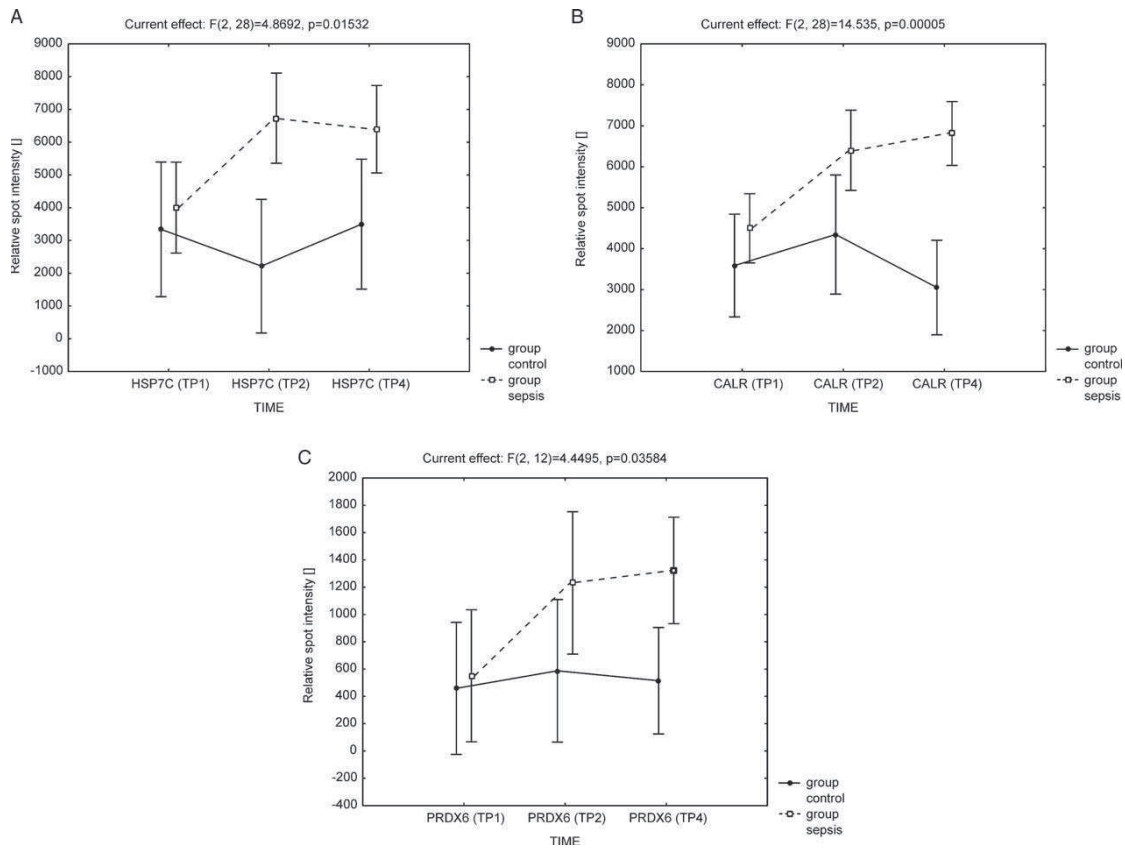 A
Current effect: F(2, 28)=4.8692, p=0.01532
9000
8000
7000
6000
5000
4000
3000
2000
1000
0
-1000
Relative spot intensity []
HSP7C (TP1)
HSP7C (TP2)
HSP7C (TP4)
TIME
group
control
group
sepsis
B
Current effect: F(2, 28)=14.535, p=0.00005
9000
8000
7000
6000
5000
4000
3000
2000
1000
Relative spot intensity []
CALR (TP1)
CALR (TP2)
CALR (TP4)
TIME
group
control
group
sepsis
C
Current effect: F(2, 12)=4.4495, p=0.03584
2000
1800
1600
1400
1200
1000
800
600
400
200
0
-200
-400
Relative spot intensity []
PRDX6 (TP1)
PRDX6 (TP2)
PRDX6 (TP4)
TIME
group
control
group
sepsis